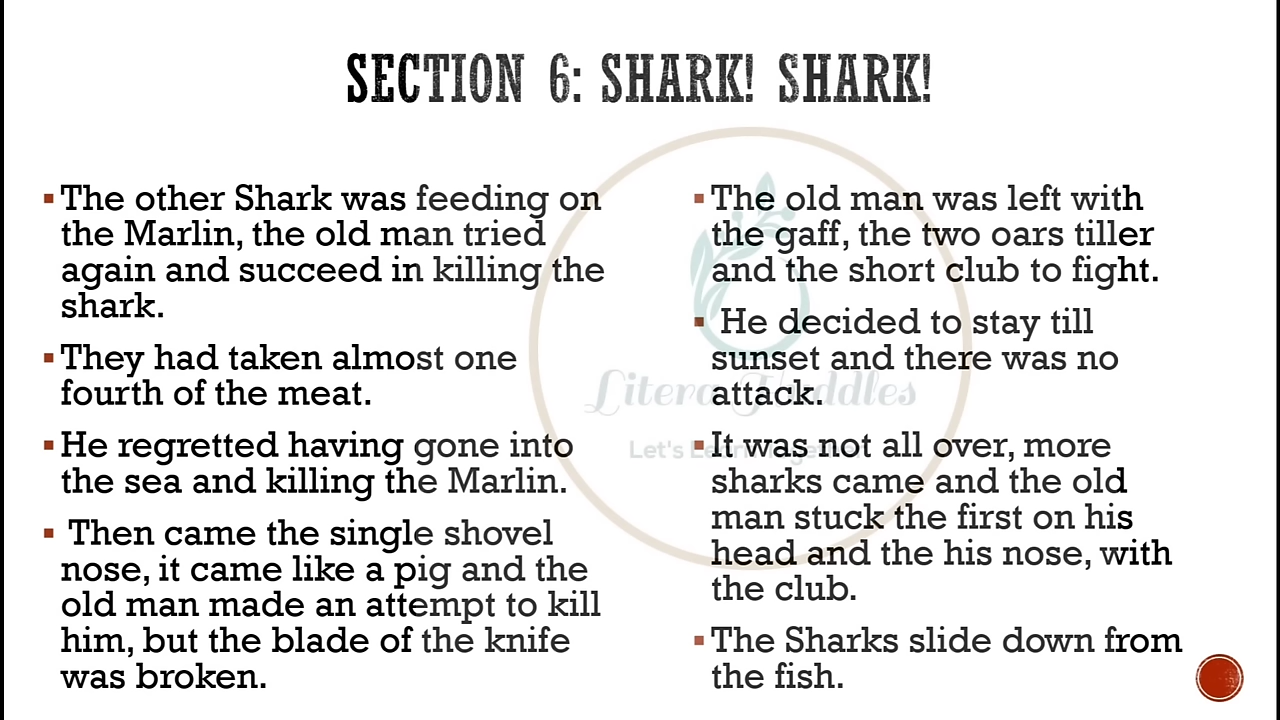 SECTION 6: SHARK! SHARK!
▪The other Shark was feeding on
the Marlin, the old man tried
again and succeed in killing the
shark.
▪They had taken almost one
fourth of the meat.
▪He regretted having gone into
the sea and killing the Marlin.
▪ Then came the single shovel
nose, it came like a pig and the
old man made an attempt to kill
him, but the blade of the knife
was broken.
▪The old man was left with
the gaff, the two oars tiller
and the short club to fight.
▪ He decided to stay till
sunset and there was no
attack.
▪It was not all over, more
sharks came and the old
man stuck the first on his
head and the his nose, with
the club.
▪The Sharks slide down from
the fish.
Litera
Let's